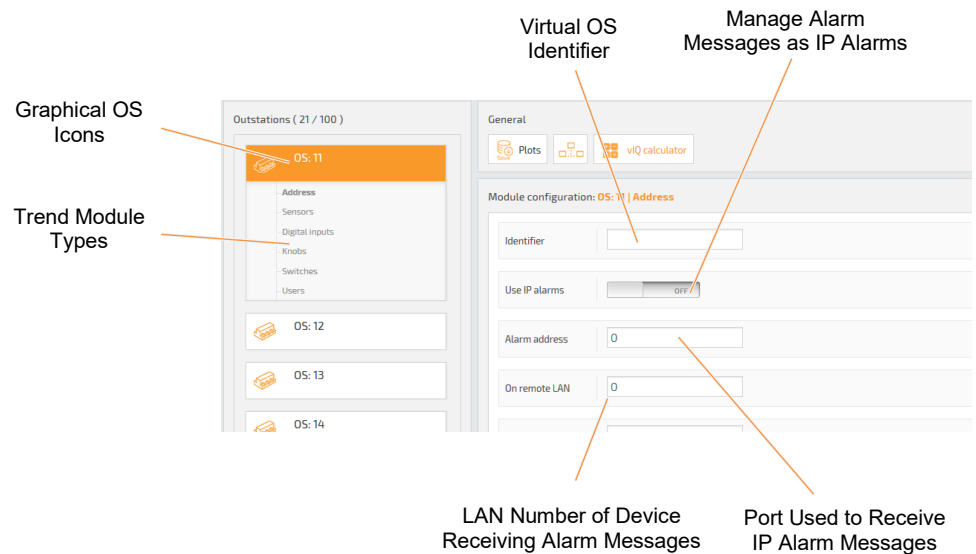 Virtual OS
Identifier
Manage Alarm
Messages as IP Alarms
Graphical OS
Icons
Trend Module
Types
Outstations ( 21 / 100 )
OS: 11
Address
Sensors
Digital inputs
Knobs
Switches
Users
OS: 12
OS: 13
OS: 14
General
Save
Plots
vIQ calculator
Module configuration: OS: 11 | Address
Identifier
Use IP alarms
OFF
Alarm address
0
On remote LAN
0
LAN Number of Device
Receiving Alarm Messages
Port Used to Receive
IP Alarm Messages